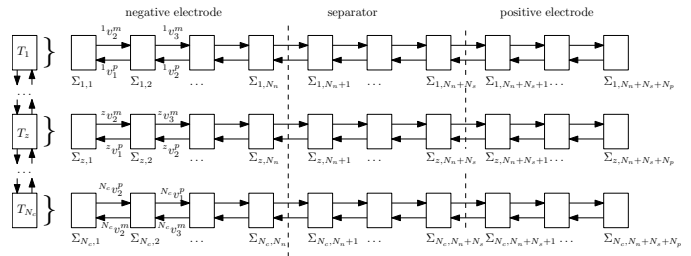 negative electrode separator positive electrode
T_1 } ^1v_2^m ^1v_3^m
^1v_1^p ^1v_2^p
Σ_{1,1} Σ_{1,2} ... Σ_{1,N_n} Σ_{1,N_n+1} ... Σ_{1,N_n+N_s} Σ_{1,N_n+N_s+1} ... Σ_{1,N_n+N_s+N_p}
...
T_z } ^zv_2^m ^zv_3^m
^zv_1^p ^zv_2^p
Σ_{z,1} Σ_{z,2} ... Σ_{z,N_n} Σ_{z,N_n+1} ... Σ_{z,N_n+N_s} Σ_{z,N_n+N_s+1} ... Σ_{z,N_n+N_s+N_p}
...
T_{N_c} } ^{N_c}v_2^p ^{N_c}v_1^p
^{N_c}v_2^m ^{N_c}v_3^m
Σ_{N_c,1} Σ_{N_c,2} ... Σ_{N_c,N_n} Σ_{N_c,N_n+1} ... Σ_{N_c,N_n+N_s} Σ_{N_c,N_n+N_s+1} ... Σ_{N_c,N_n+N_s+N_p}